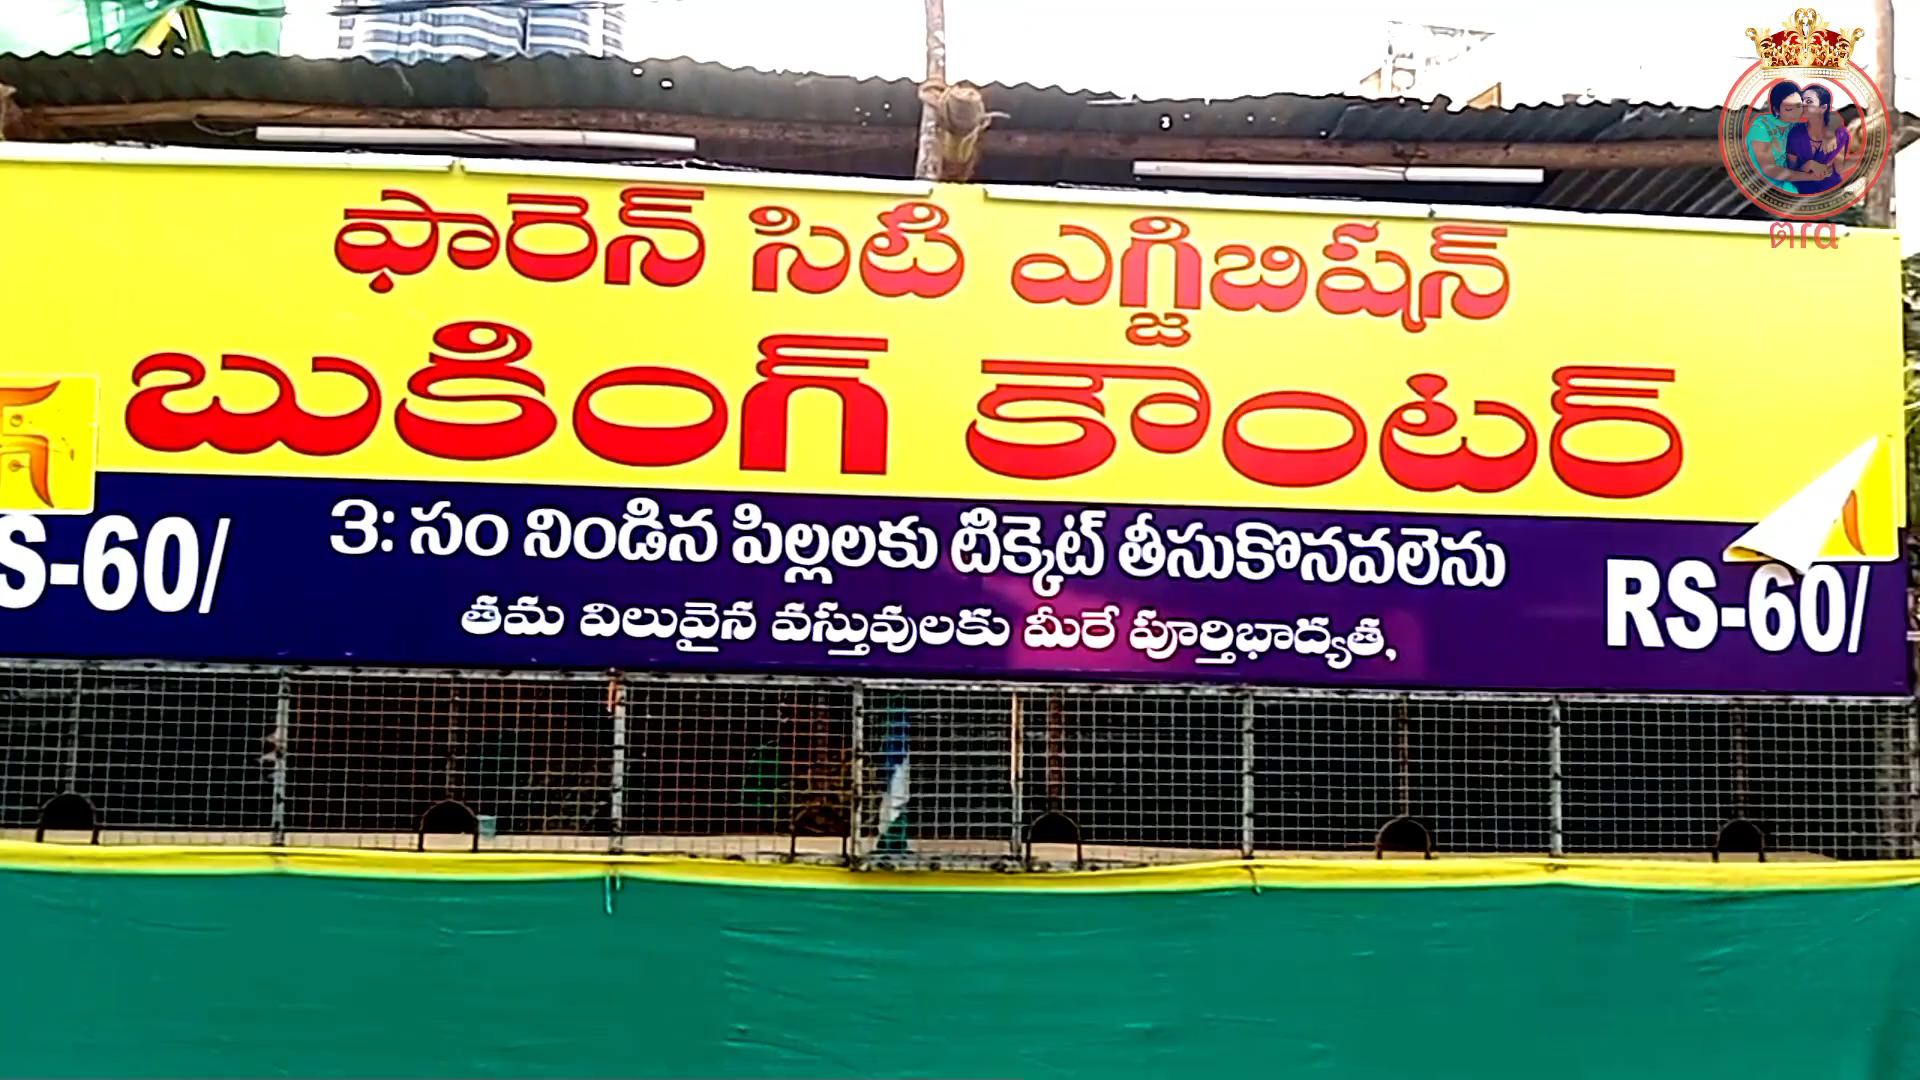 ఫారెన్ సిటి ఎగ్జిబిషన్
బుకింగ్ కౌంటర్
S-60/ 3: సం నిండిన పిల్లలకు టిక్కెట్ తీసుకొనవలెను RS-60/
తమ విలువైన వస్తువులకు మీరే పూర్తిభాద్యత,